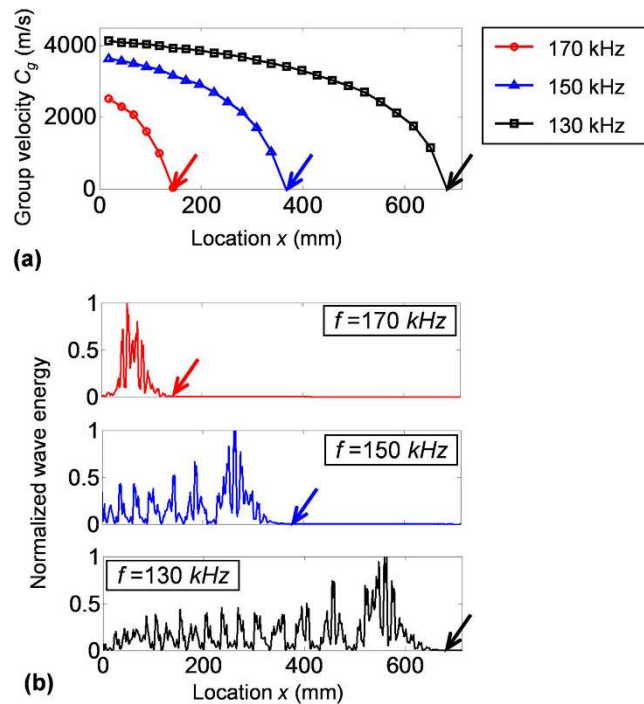 Group velocity C_g (m/s)
4000
2000
0
0 200 400 600
Location x (mm)
170 kHz
150 kHz
130 kHz
(a)
Normalized wave energy
1
0.5
0
f =170 kHz
1
0.5
0
f =150 kHz
1
0.5
0
f =130 kHz
0 200 400 600
Location x (mm)
(b)